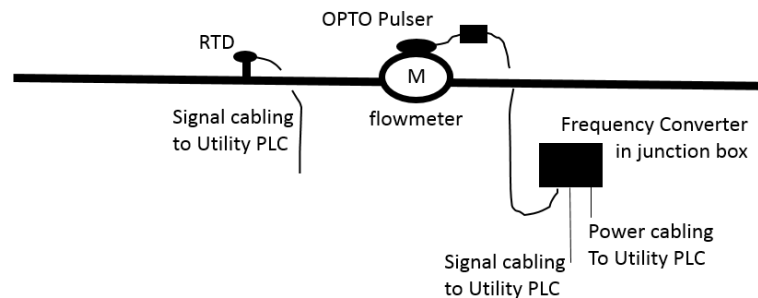 OPTO Pulser
RTD
M
flowmeter
Signal cabling
to Utility PLC
Frequency Converter
in junction box
Power cabling
To Utility PLC
Signal cabling
to Utility PLC